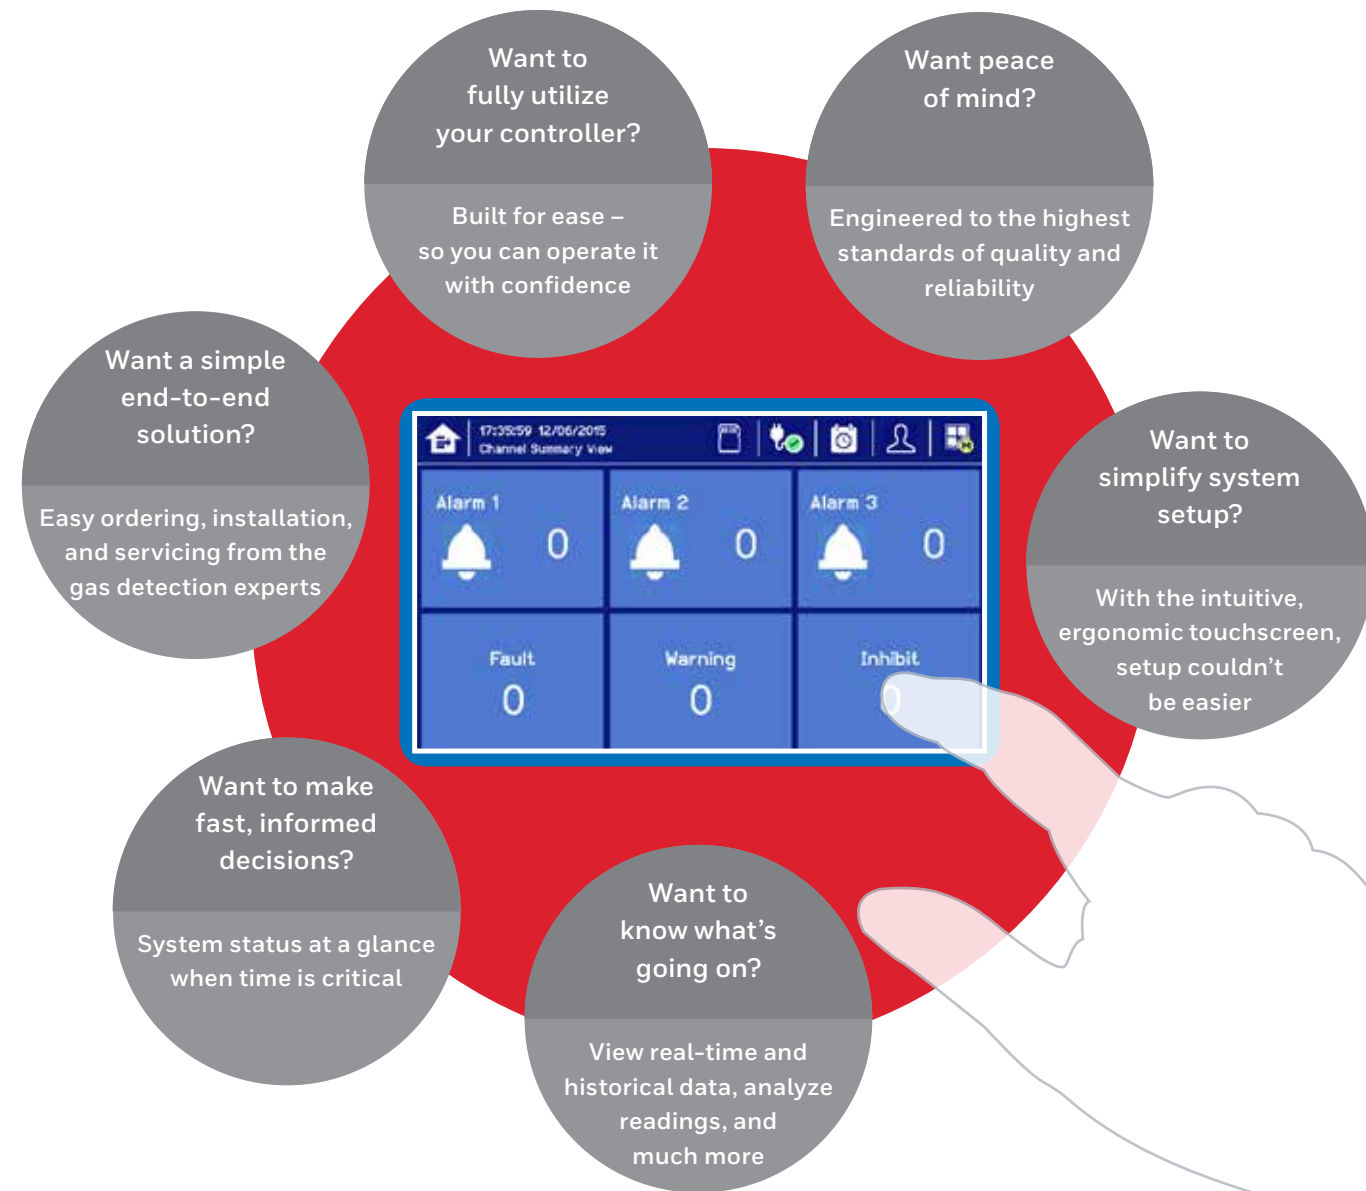 Want to
fully utilize
your controller?
Built for ease –
so you can operate it
with confidence
Want peace
of mind?
Engineered to the highest
standards of quality and
reliability
Want a simple
end-to-end
solution?
Easy ordering, installation,
and servicing from the
gas detection experts
17:35:59 12/06/2015
Channel Summary View
Alarm 1
0
Alarm 2
0
Alarm 3
0
Fault
0
Warning
0
Inhibit
0
Want to
simplify system
setup?
With the intuitive,
ergonomic touchscreen,
setup couldn’t
be easier
Want to make
fast, informed
decisions?
System status at a glance
when time is critical
Want to
know what’s
going on?
View real-time and
historical data, analyze
readings, and
much more